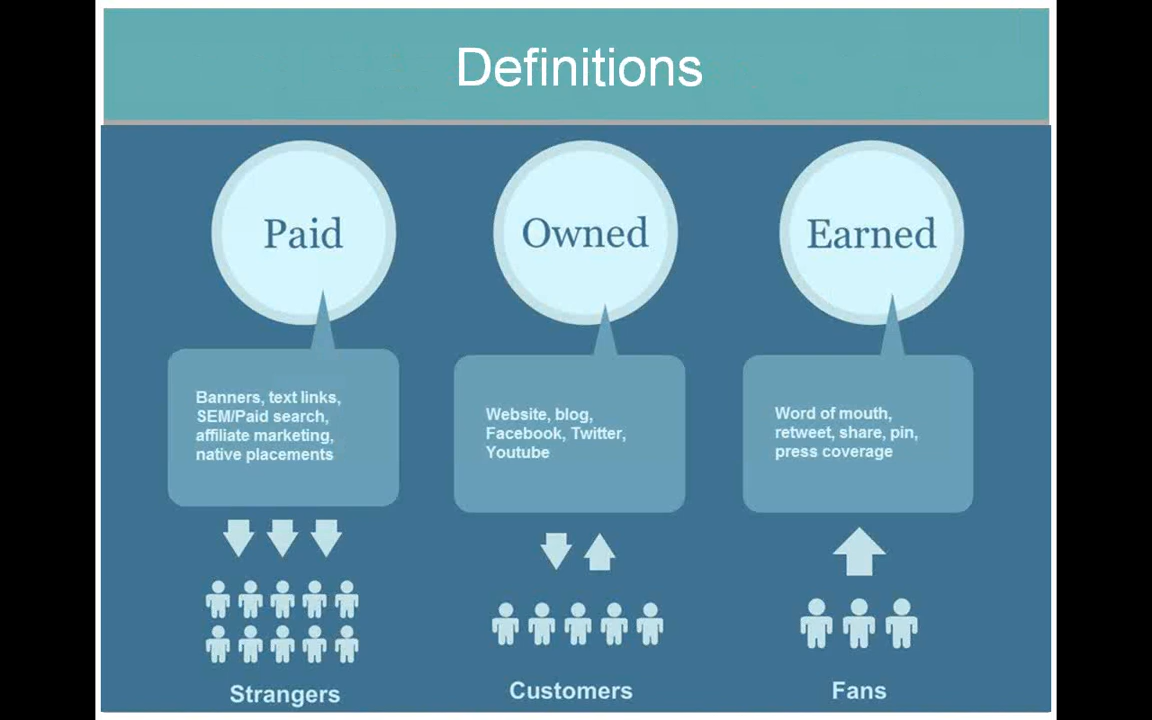 Definitions
Paid
Owned
Earned
Banners, text links,
SEM/Paid search,
affiliate marketing,
native placements
Website, blog,
Facebook, Twitter,
Youtube
Word of mouth,
retweet, share, pin,
press coverage
Strangers
Customers
Fans